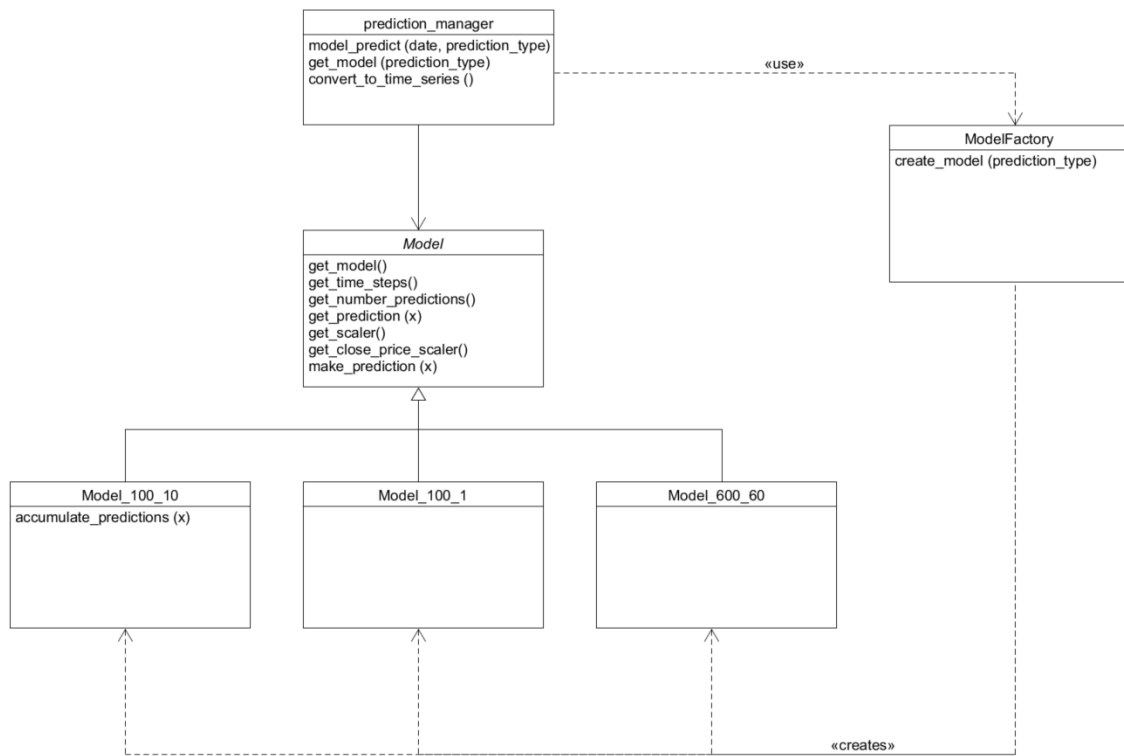 prediction_manager
model_predict (date, prediction_type)
get_model (prediction_type)
convert_to_time_series ()
«use»
ModelFactory
create_model (prediction_type)
Model
get_model()
get_time_steps()
get_number_predictions()
get_prediction (x)
get_scaler()
get_close_price_scaler()
make_prediction (x)
Model_100_10
accumulate_predictions (x)
Model_100_1
Model_600_60
«creates»